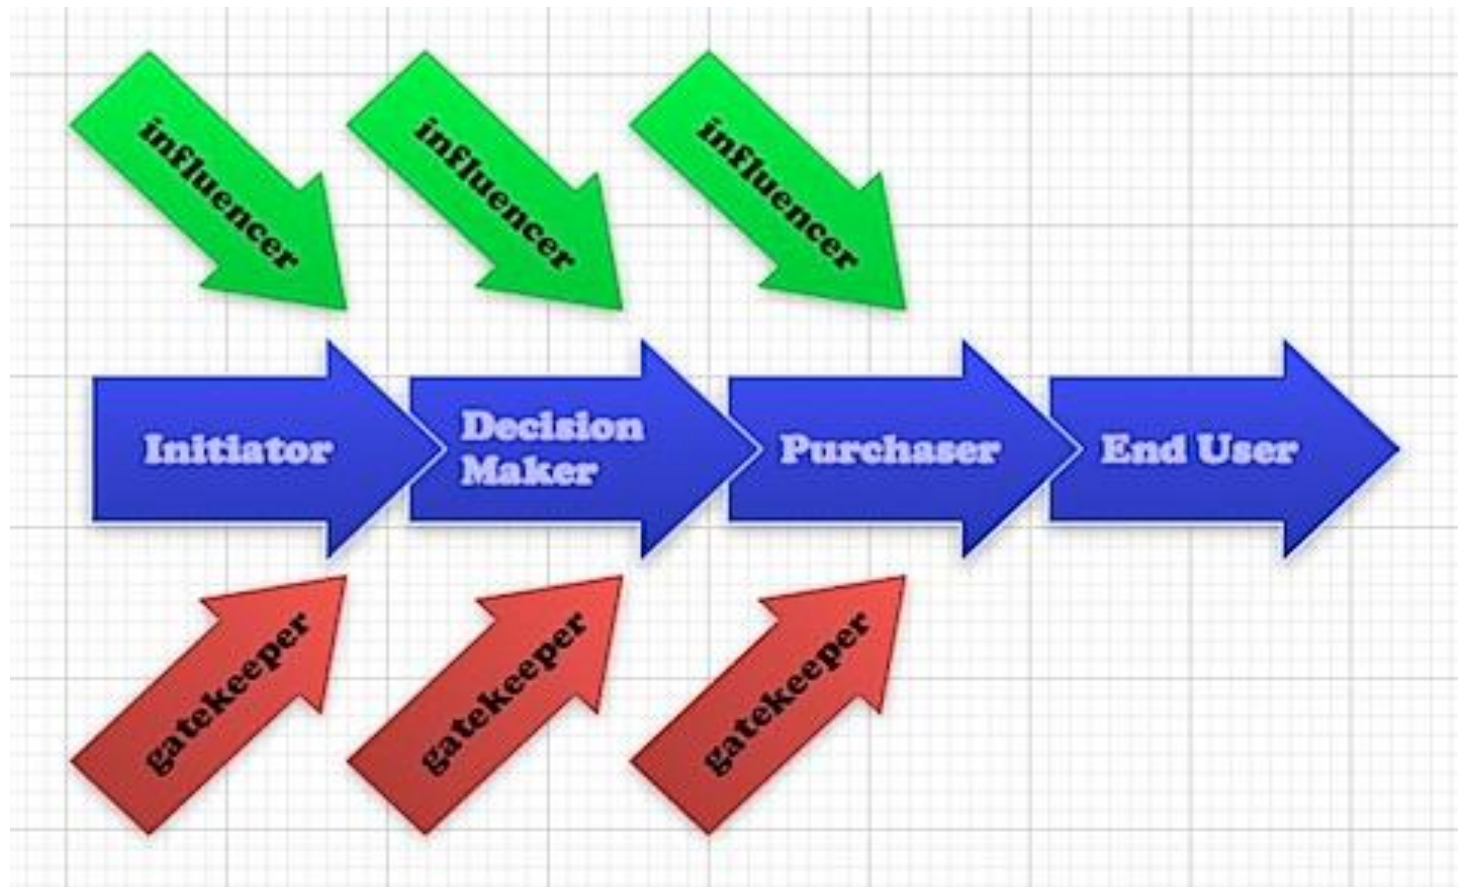 influencer
influencer
influencer
Initiator
Decision
Maker
Purchaser
End User
gatekeeper
gatekeeper
gatekeeper